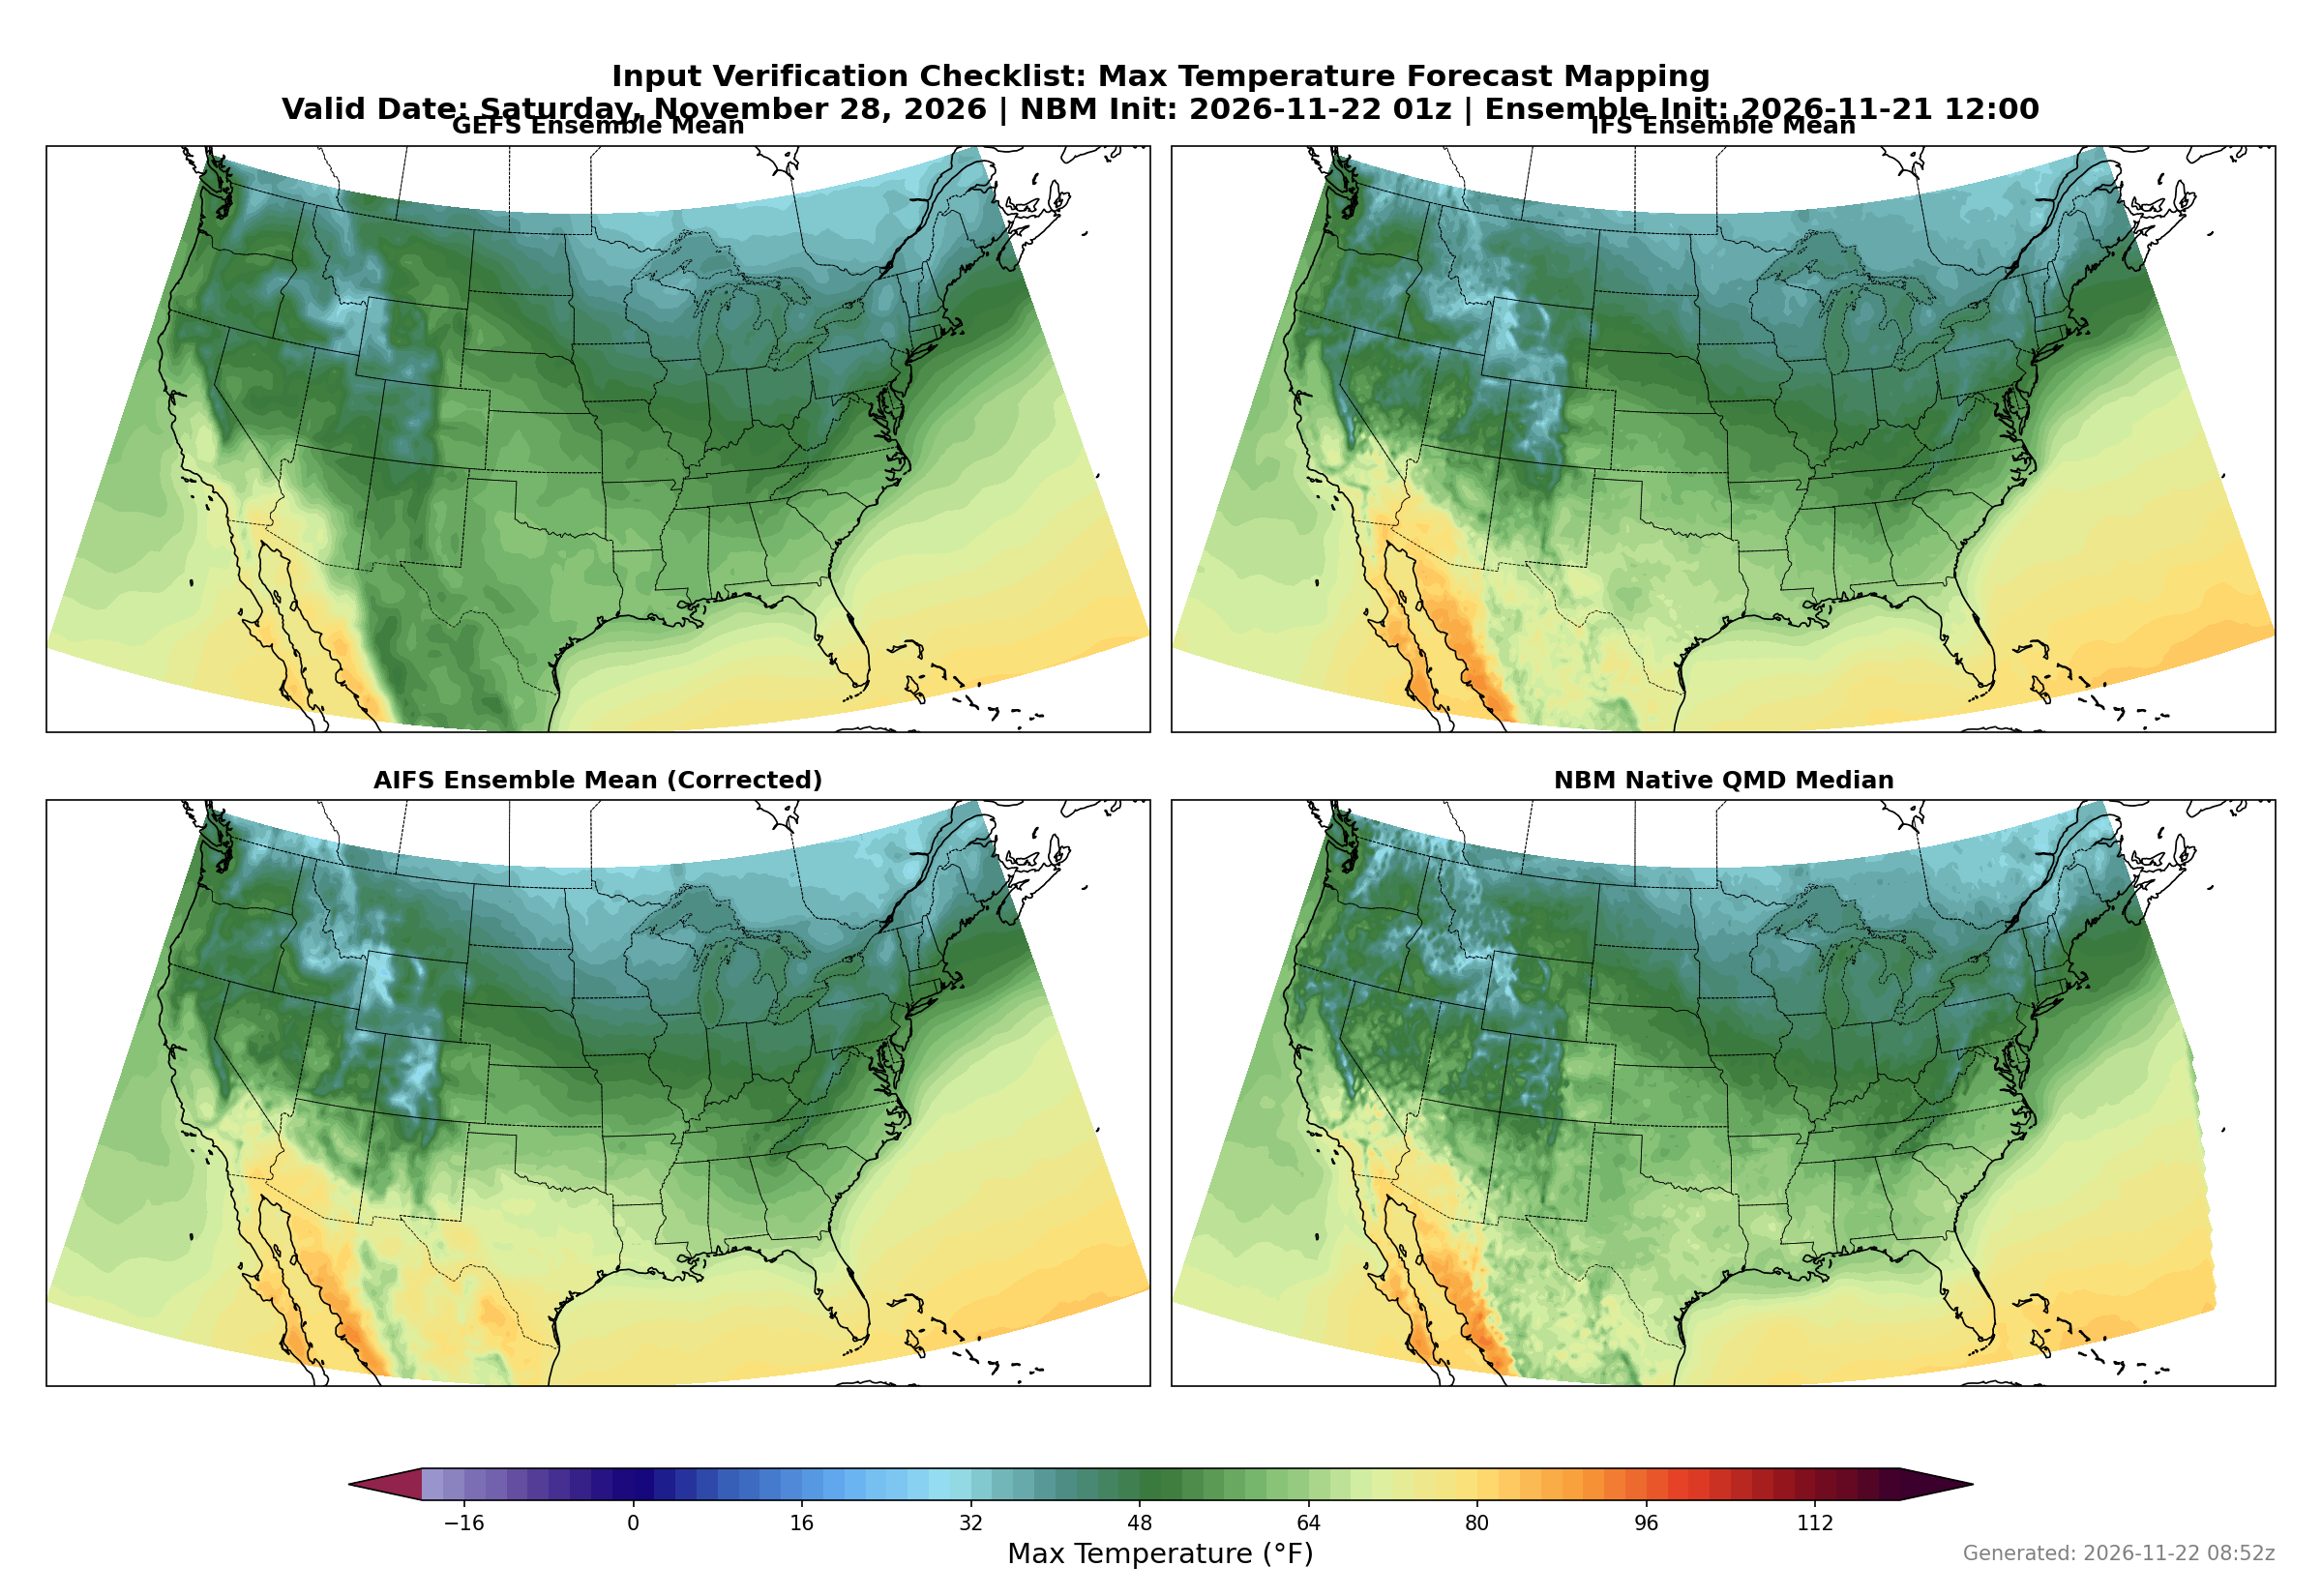 Input Verification Checklist: Max Temperature Forecast Mapping
Valid Date: Saturday, November 28, 2026 | NBM Init: 2026-11-22 01z | Ensemble Init: 2026-11-21 12:00
GEFS Ensemble Mean
IFS Ensemble Mean
AIFS Ensemble Mean (Corrected)
NBM Native QMD Median
−16 0 16 32 48 64 80 96 112
Max Temperature (°F)
Generated: 2026-11-22 08:52z